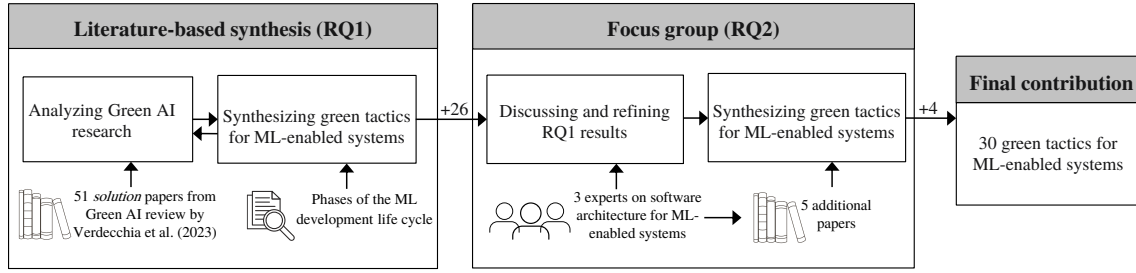 Literature-based synthesis (RQ1)
Analyzing Green AI
research
Synthesizing green tactics
for ML-enabled systems
51 solution papers from
Green AI review by
Verdecchia et al. (2023)
Phases of the ML
development life cycle
+26
Focus group (RQ2)
Discussing and refining
RQ1 results
Synthesizing green tactics
for ML-enabled systems
3 experts on software
architecture for ML-
enabled systems
5 additional
papers
+4
Final contribution
30 green tactics for
ML-enabled systems